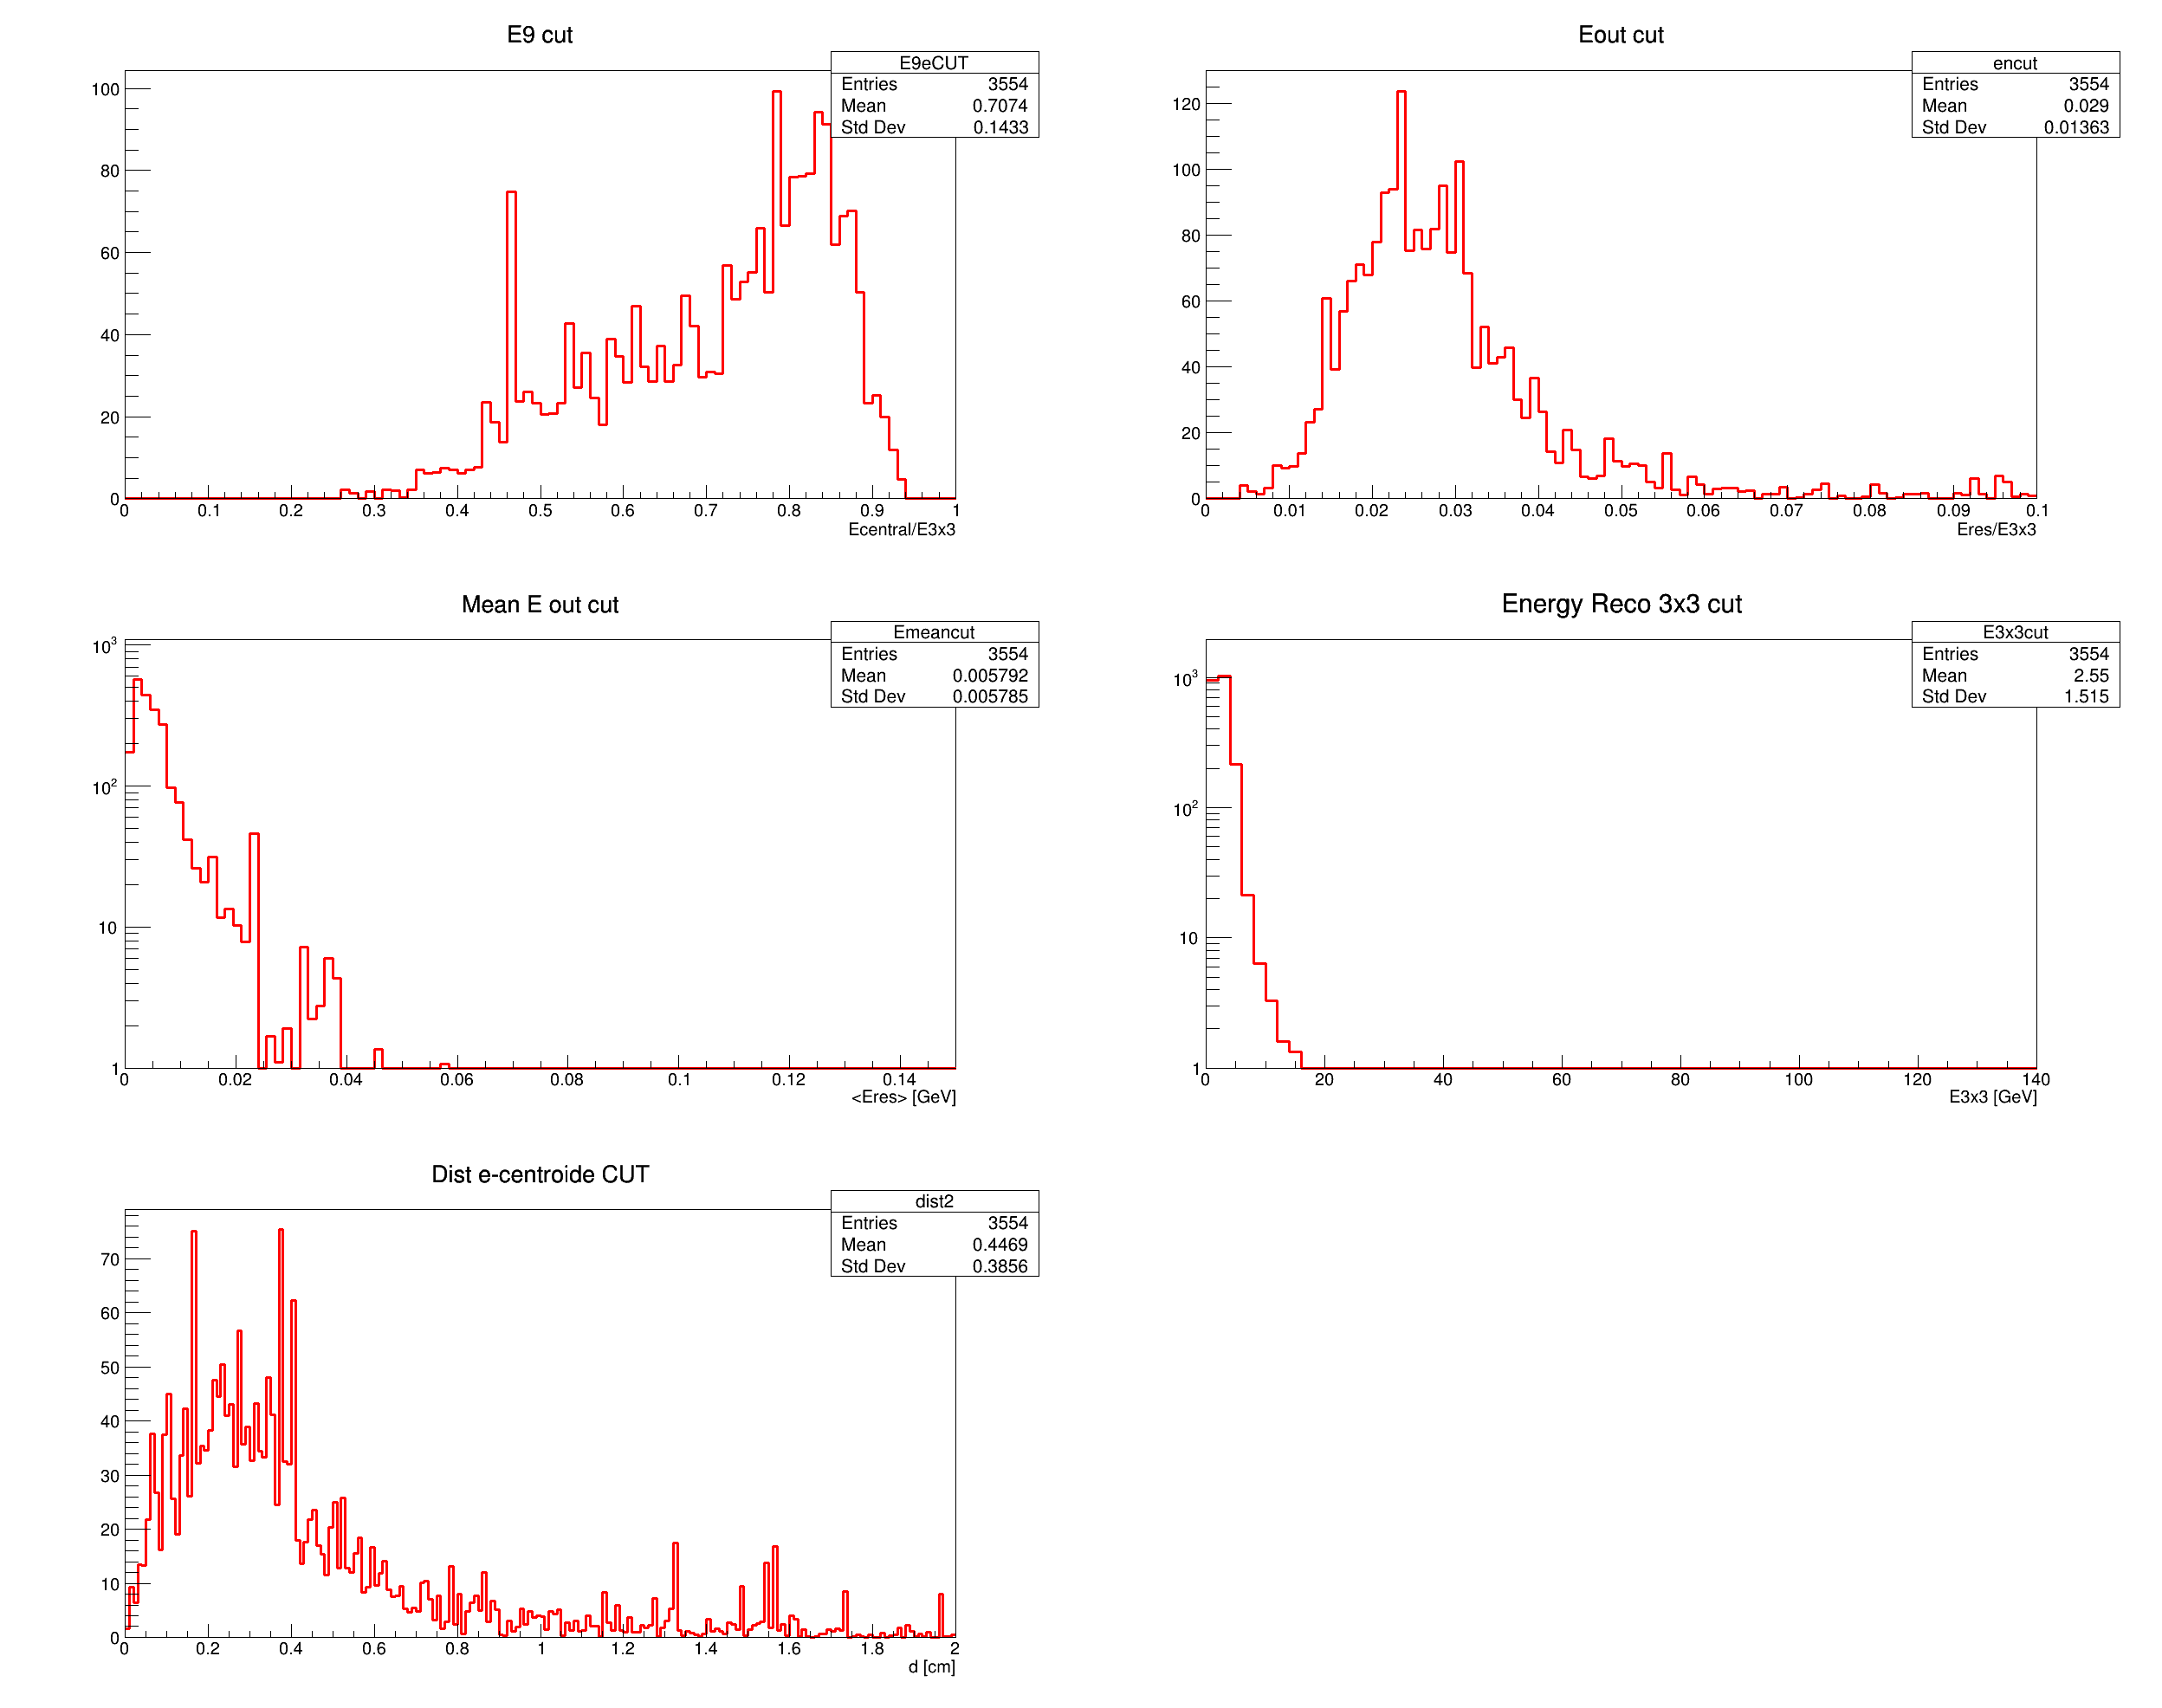 E9 cut
E9eCUT
Entries 3554
Mean 0.7074
Std Dev 0.1433
100
80
60
40
20
0
0 0.1 0.2 0.3 0.4 0.5 0.6 0.7 0.8 0.9 1
Ecentral/E3x3
Eout cut
encut
Entries 3554
Mean 0.029
Std Dev 0.01363
120
100
80
60
40
20
0
0 0.01 0.02 0.03 0.04 0.05 0.06 0.07 0.08 0.09 0.1
Eres/E3x3
Mean E out cut
Emeancut
Entries 3554
Mean 0.005792
Std Dev 0.005785
10³
10²
10
1
0 0.02 0.04 0.06 0.08 0.1 0.12 0.14
<Eres> [GeV]
Energy Reco 3x3 cut
E3x3cut
Entries 3554
Mean 2.55
Std Dev 1.515
10³
10²
10
1
0 20 40 60 80 100 120 140
E3x3 [GeV]
Dist e-centroide CUT
dist2
Entries 3554
Mean 0.4469
Std Dev 0.3856
70
60
50
40
30
20
10
0
0 0.2 0.4 0.6 0.8 1 1.2 1.4 1.6 1.8 2
d [cm]